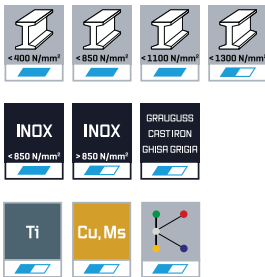 <400 N/mm² <850 N/mm² <1100 N/mm² <1300 N/mm²
INOX
<850 N/mm²
INOX
>850 N/mm²
GRAUGUSS
CAST IRON
GHISA GRIGIA
Ti
Cu, Ms